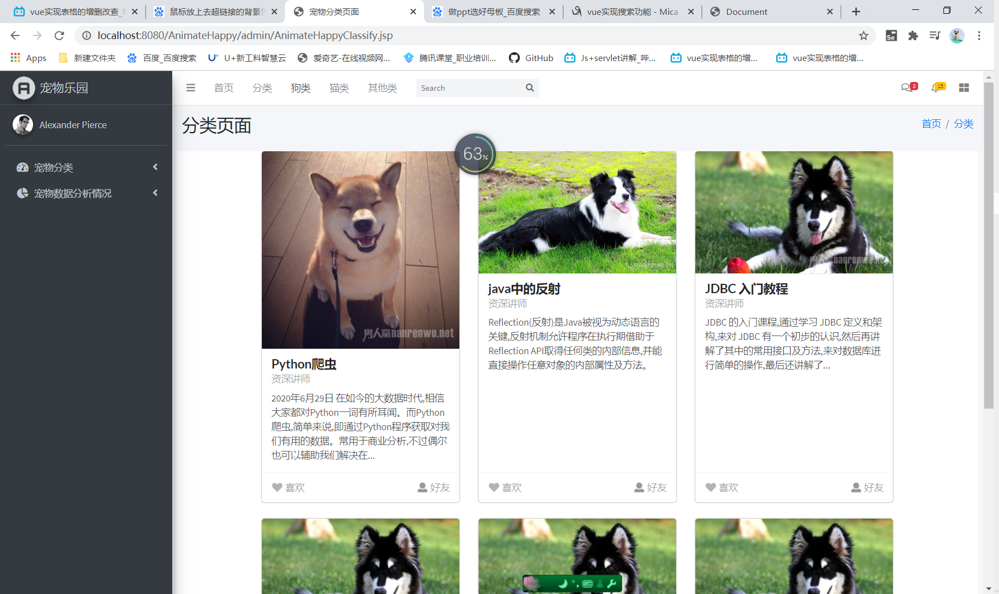 vue实现表格的增删改查_
鼠标放上去超链接的背景色
宠物分类页面
做ppt选好母板_百度搜索
vue实现搜索功能 - Mica
Document
localhost:8080/AnimateHappy/admin/AnimateHappyClassify.jsp
Apps
新建文件夹
百度_百度搜索
U+新工科智慧云
爱奇艺-在线视频网...
腾讯课堂_职业培训...
GitHub
Js+servlet讲解_哔...
vue实现表格的增...
vue实现表格的增...
宠物乐园
首页
分类
狗类
猫类
其他类
Search
3
15
Alexander Pierce
宠物分类
宠物数据分析情况
分类页面
首页 / 分类
63%
男人窝nanrenwo.net
Python爬虫
资深讲师
2020年6月29日 在如今的大数据时代,相信
大家都对Python一词有所耳闻。而Python
爬虫,简单来说,即通过Python程序获取对我
们有用的数据。常用于商业分析,不过偶尔
也可以辅助我们解决在...
喜欢
好友
java中的反射
资深讲师
Reflection(反射)是Java被视为动态语言的
关键,反射机制允许程序在执行期借助于
Reflection API取得任何类的内部信息,并能
直接操作任意对象的内部属性及方法。
喜欢
好友
男人窝nanrenwo.net
JDBC 入门教程
资深讲师
JDBC 的入门课程,通过学习 JDBC 定义和架
构,来对 JDBC 有一个初步的认识,然后再讲
解了其中的常用接口及方法,来对数据库进
行简单的操作,最后还讲解了...
喜欢
好友